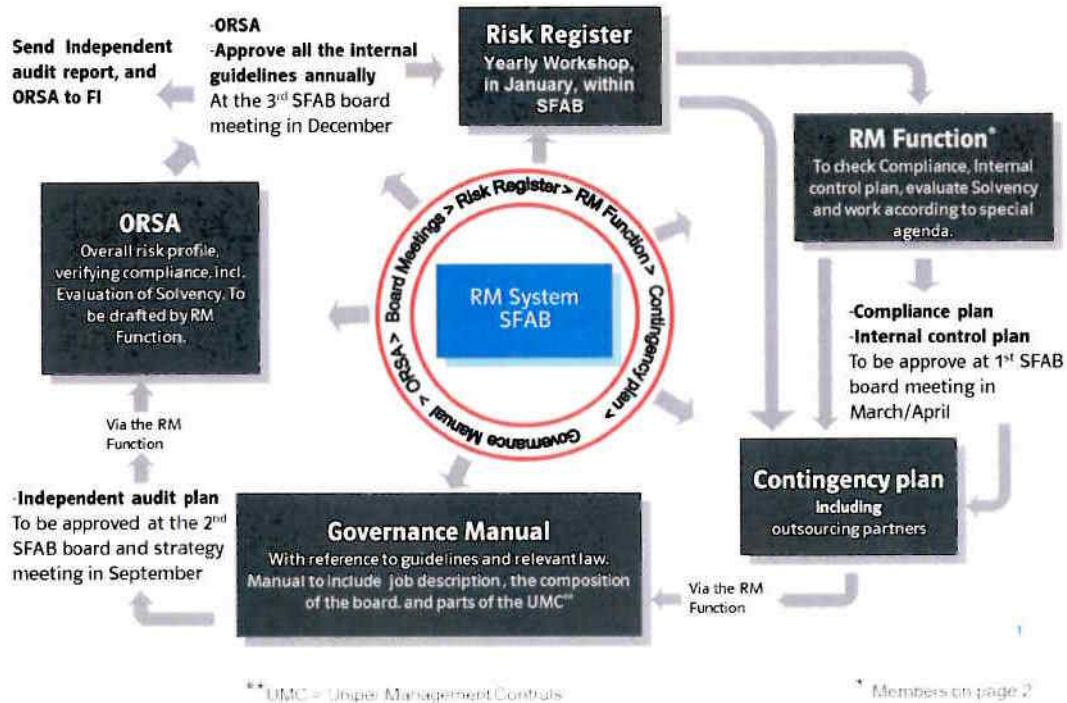 Send Independent
audit report, and
ORSA to FI
-ORSA
-Approve all the internal
guidelines annually
At the 3rd SFAB board
meeting in December
Risk Register
Yearly Workshop,
in January, within
SFAB
RM Function*
To check Compliance, Internal
control plan, evaluate Solvency
and work according to special
agenda.
ORSA
Overall risk profile,
verifying compliance, incl.
Evaluation of Solvency. To
be drafted by RM
Function.
Board Meetings > Risk Register > RM Function > Contingency plan > Governance Manual > ORSA >
RM System
SFAB
-Compliance plan
-Internal control plan
To be approve at 1st SFAB
board meeting in
March/April
Via the RM
Function
-Independent audit plan
To be approved at the 2nd
SFAB board and strategy
meeting in September
Governance Manual
With reference to guidelines and relevant law.
Manual to include job description, the composition
of the board. and parts of the UMC**
Contingency plan
including
outsourcing partners
Via the RM
Function
1
**UMC = Uniper Management Controls
* Members on page 2